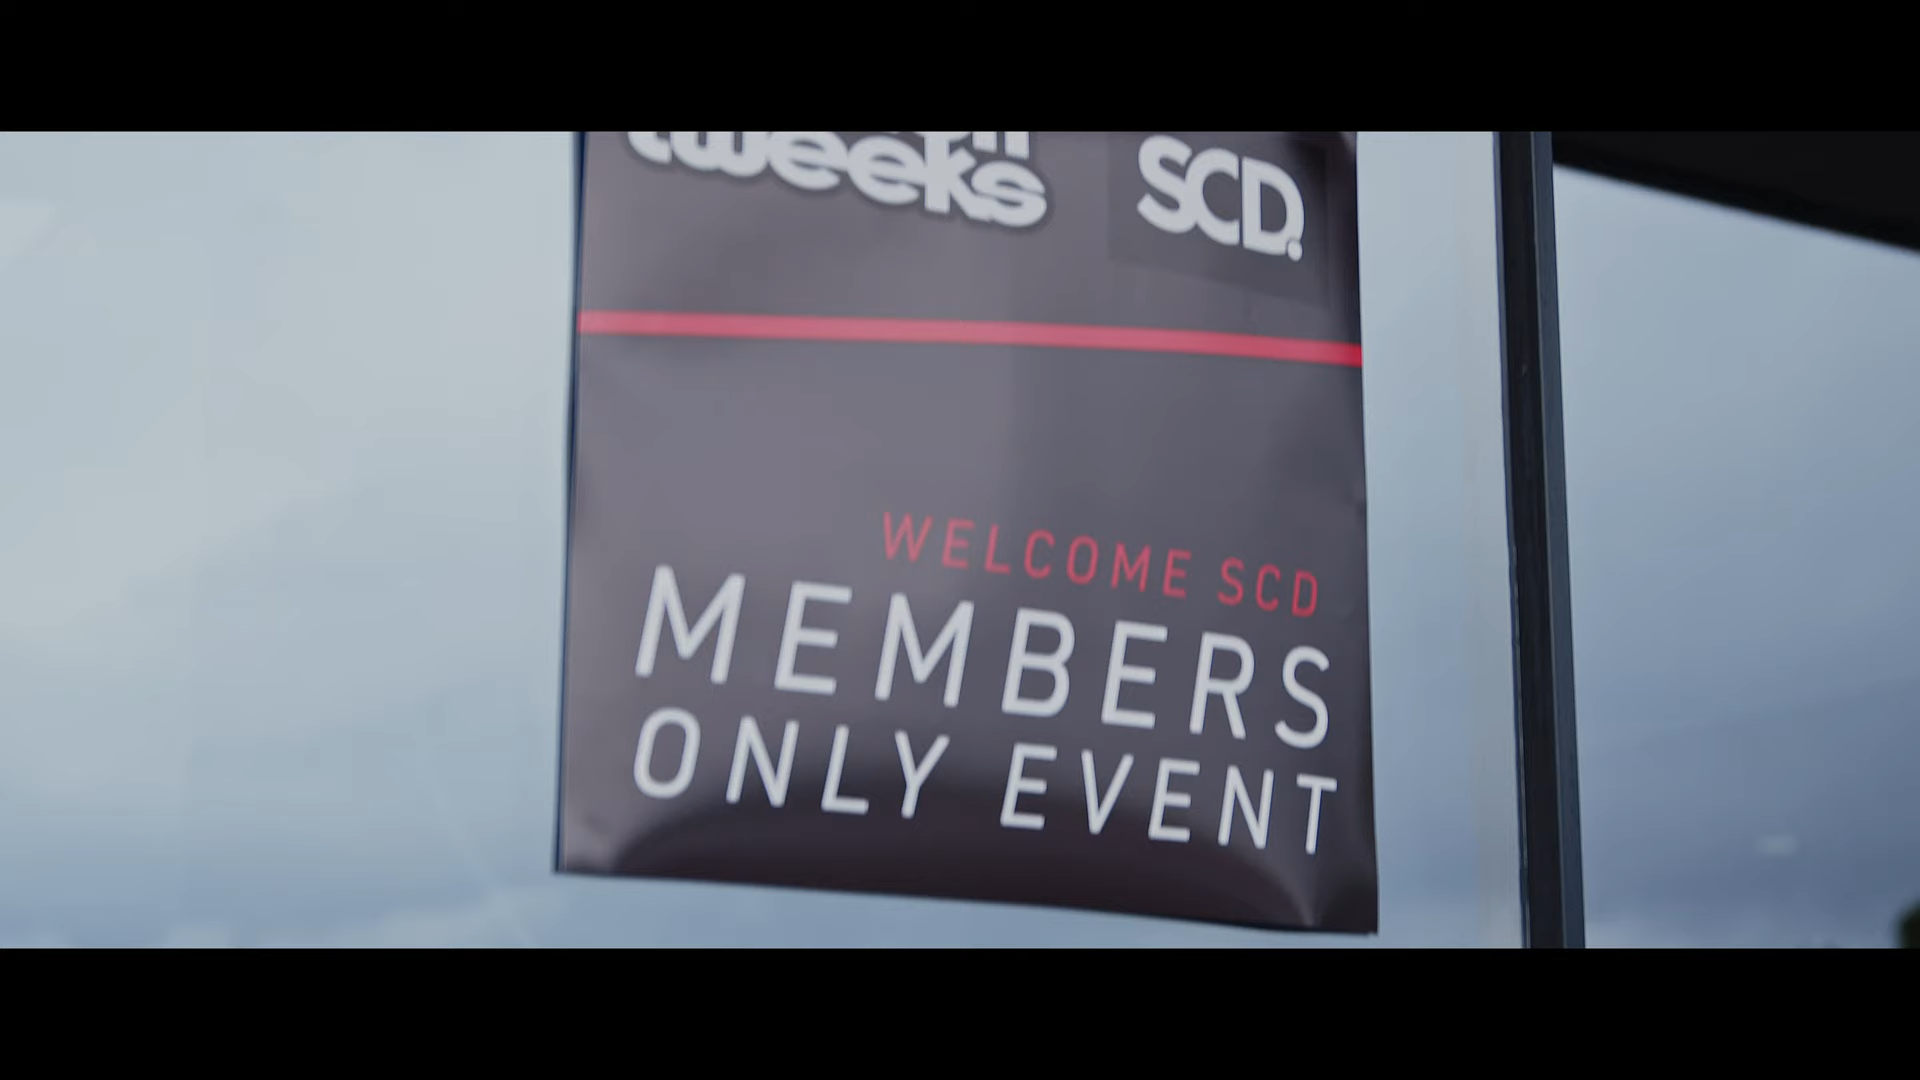 tweeks
SCD.
WELCOME SCD
MEMBERS
ONLY EVENT